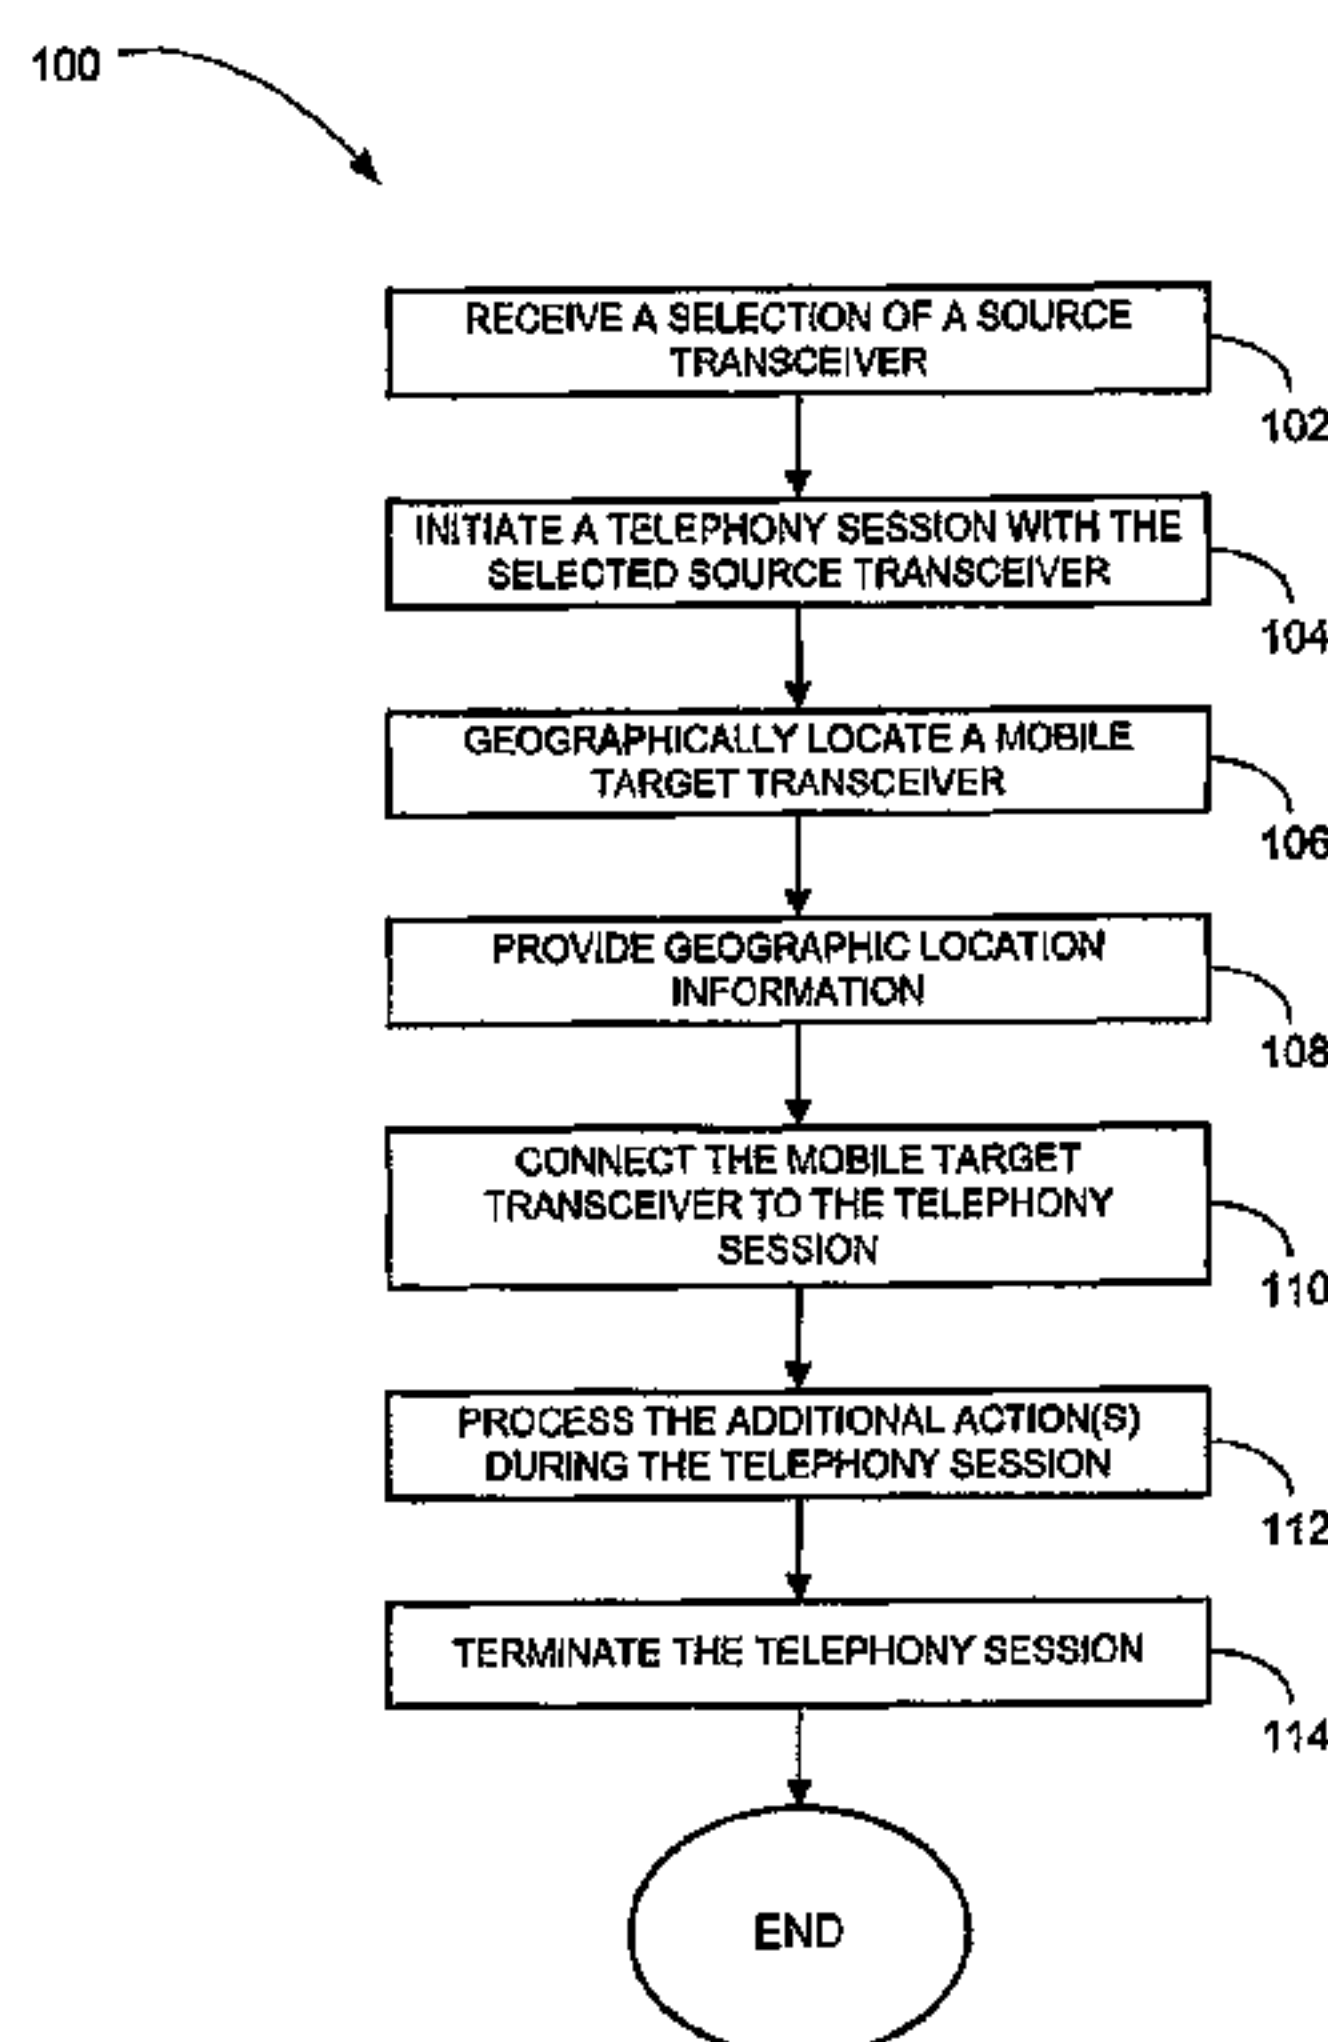 100
RECEIVE A SELECTION OF A SOURCE
TRANSCEIVER
102
INITIATE A TELEPHONY SESSION WITH THE
SELECTED SOURCE TRANSCEIVER
104
GEOGRAPHICALLY LOCATE A MOBILE
TARGET TRANSCEIVER
106
PROVIDE GEOGRAPHIC LOCATION
INFORMATION
108
CONNECT THE MOBILE TARGET
TRANSCEIVER TO THE TELEPHONY
SESSION
110
PROCESS THE ADDITIONAL ACTION(S)
DURING THE TELEPHONY SESSION
112
TERMINATE THE TELEPHONY SESSION
114
END